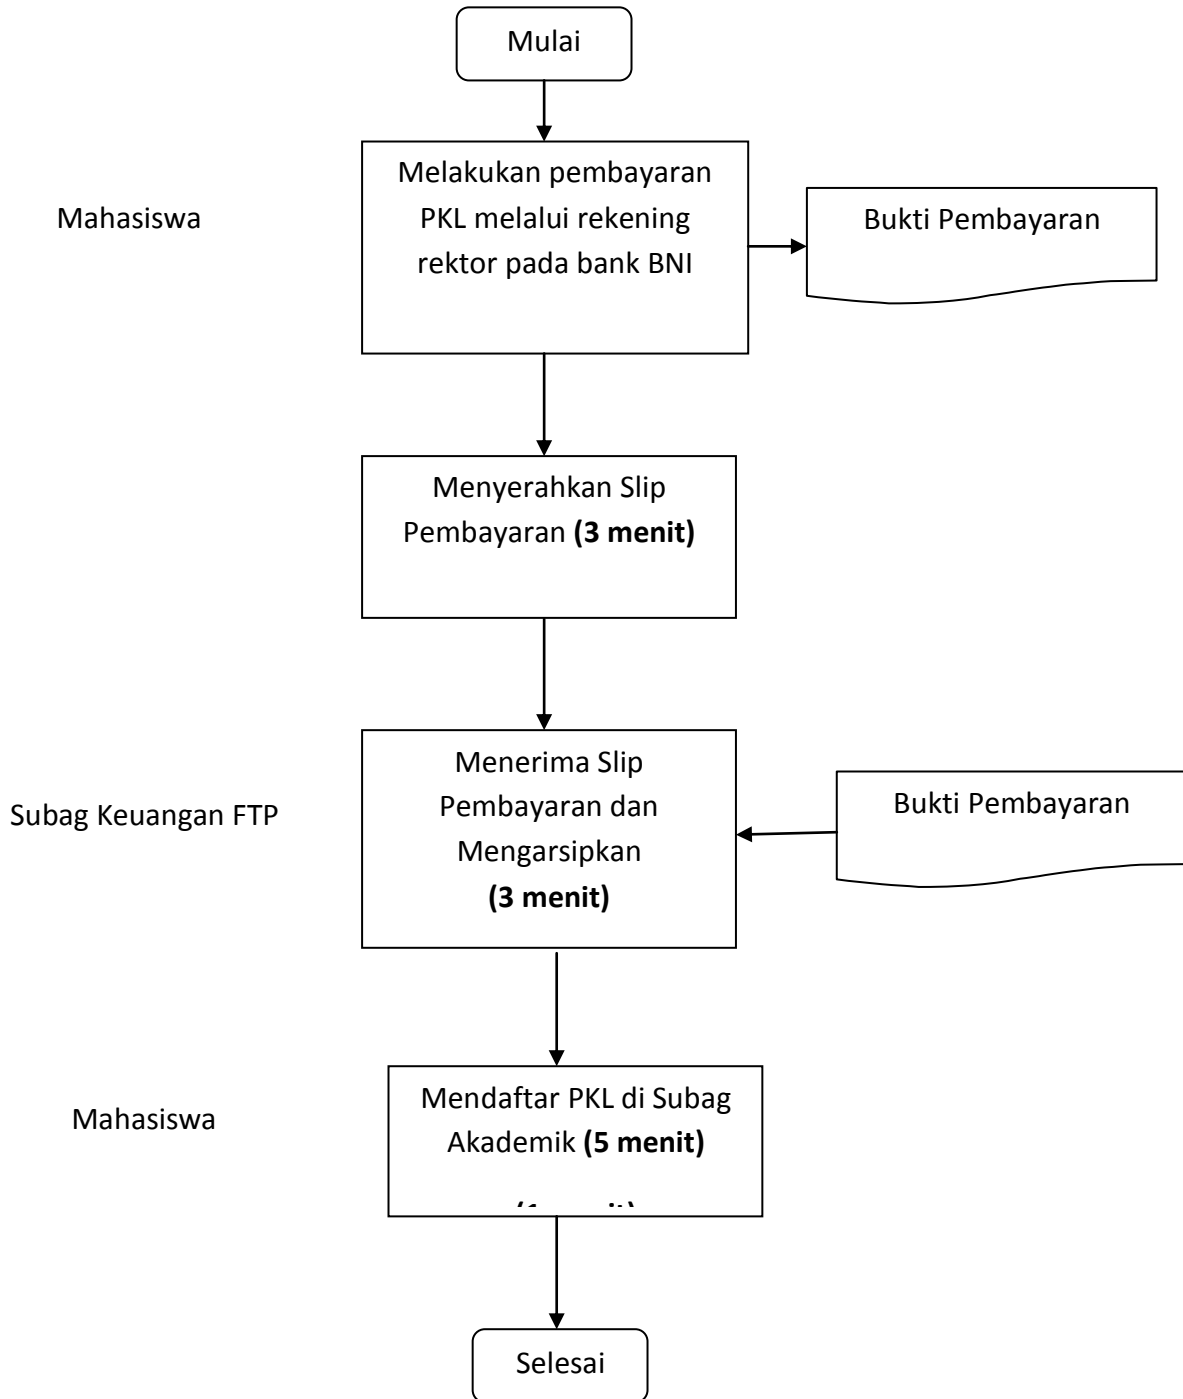 Mulai
Mahasiswa
Melakukan pembayaran
PKL melalui rekening
rektor pada bank BNI
Bukti Pembayaran
Menyerahkan Slip
Pembayaran (3 menit)
Subag Keuangan FTP
Menerima Slip
Pembayaran dan
Mengarsipkan
(3 menit)
Bukti Pembayaran
Mahasiswa
Mendaftar PKL di Subag
Akademik (5 menit)
Selesai